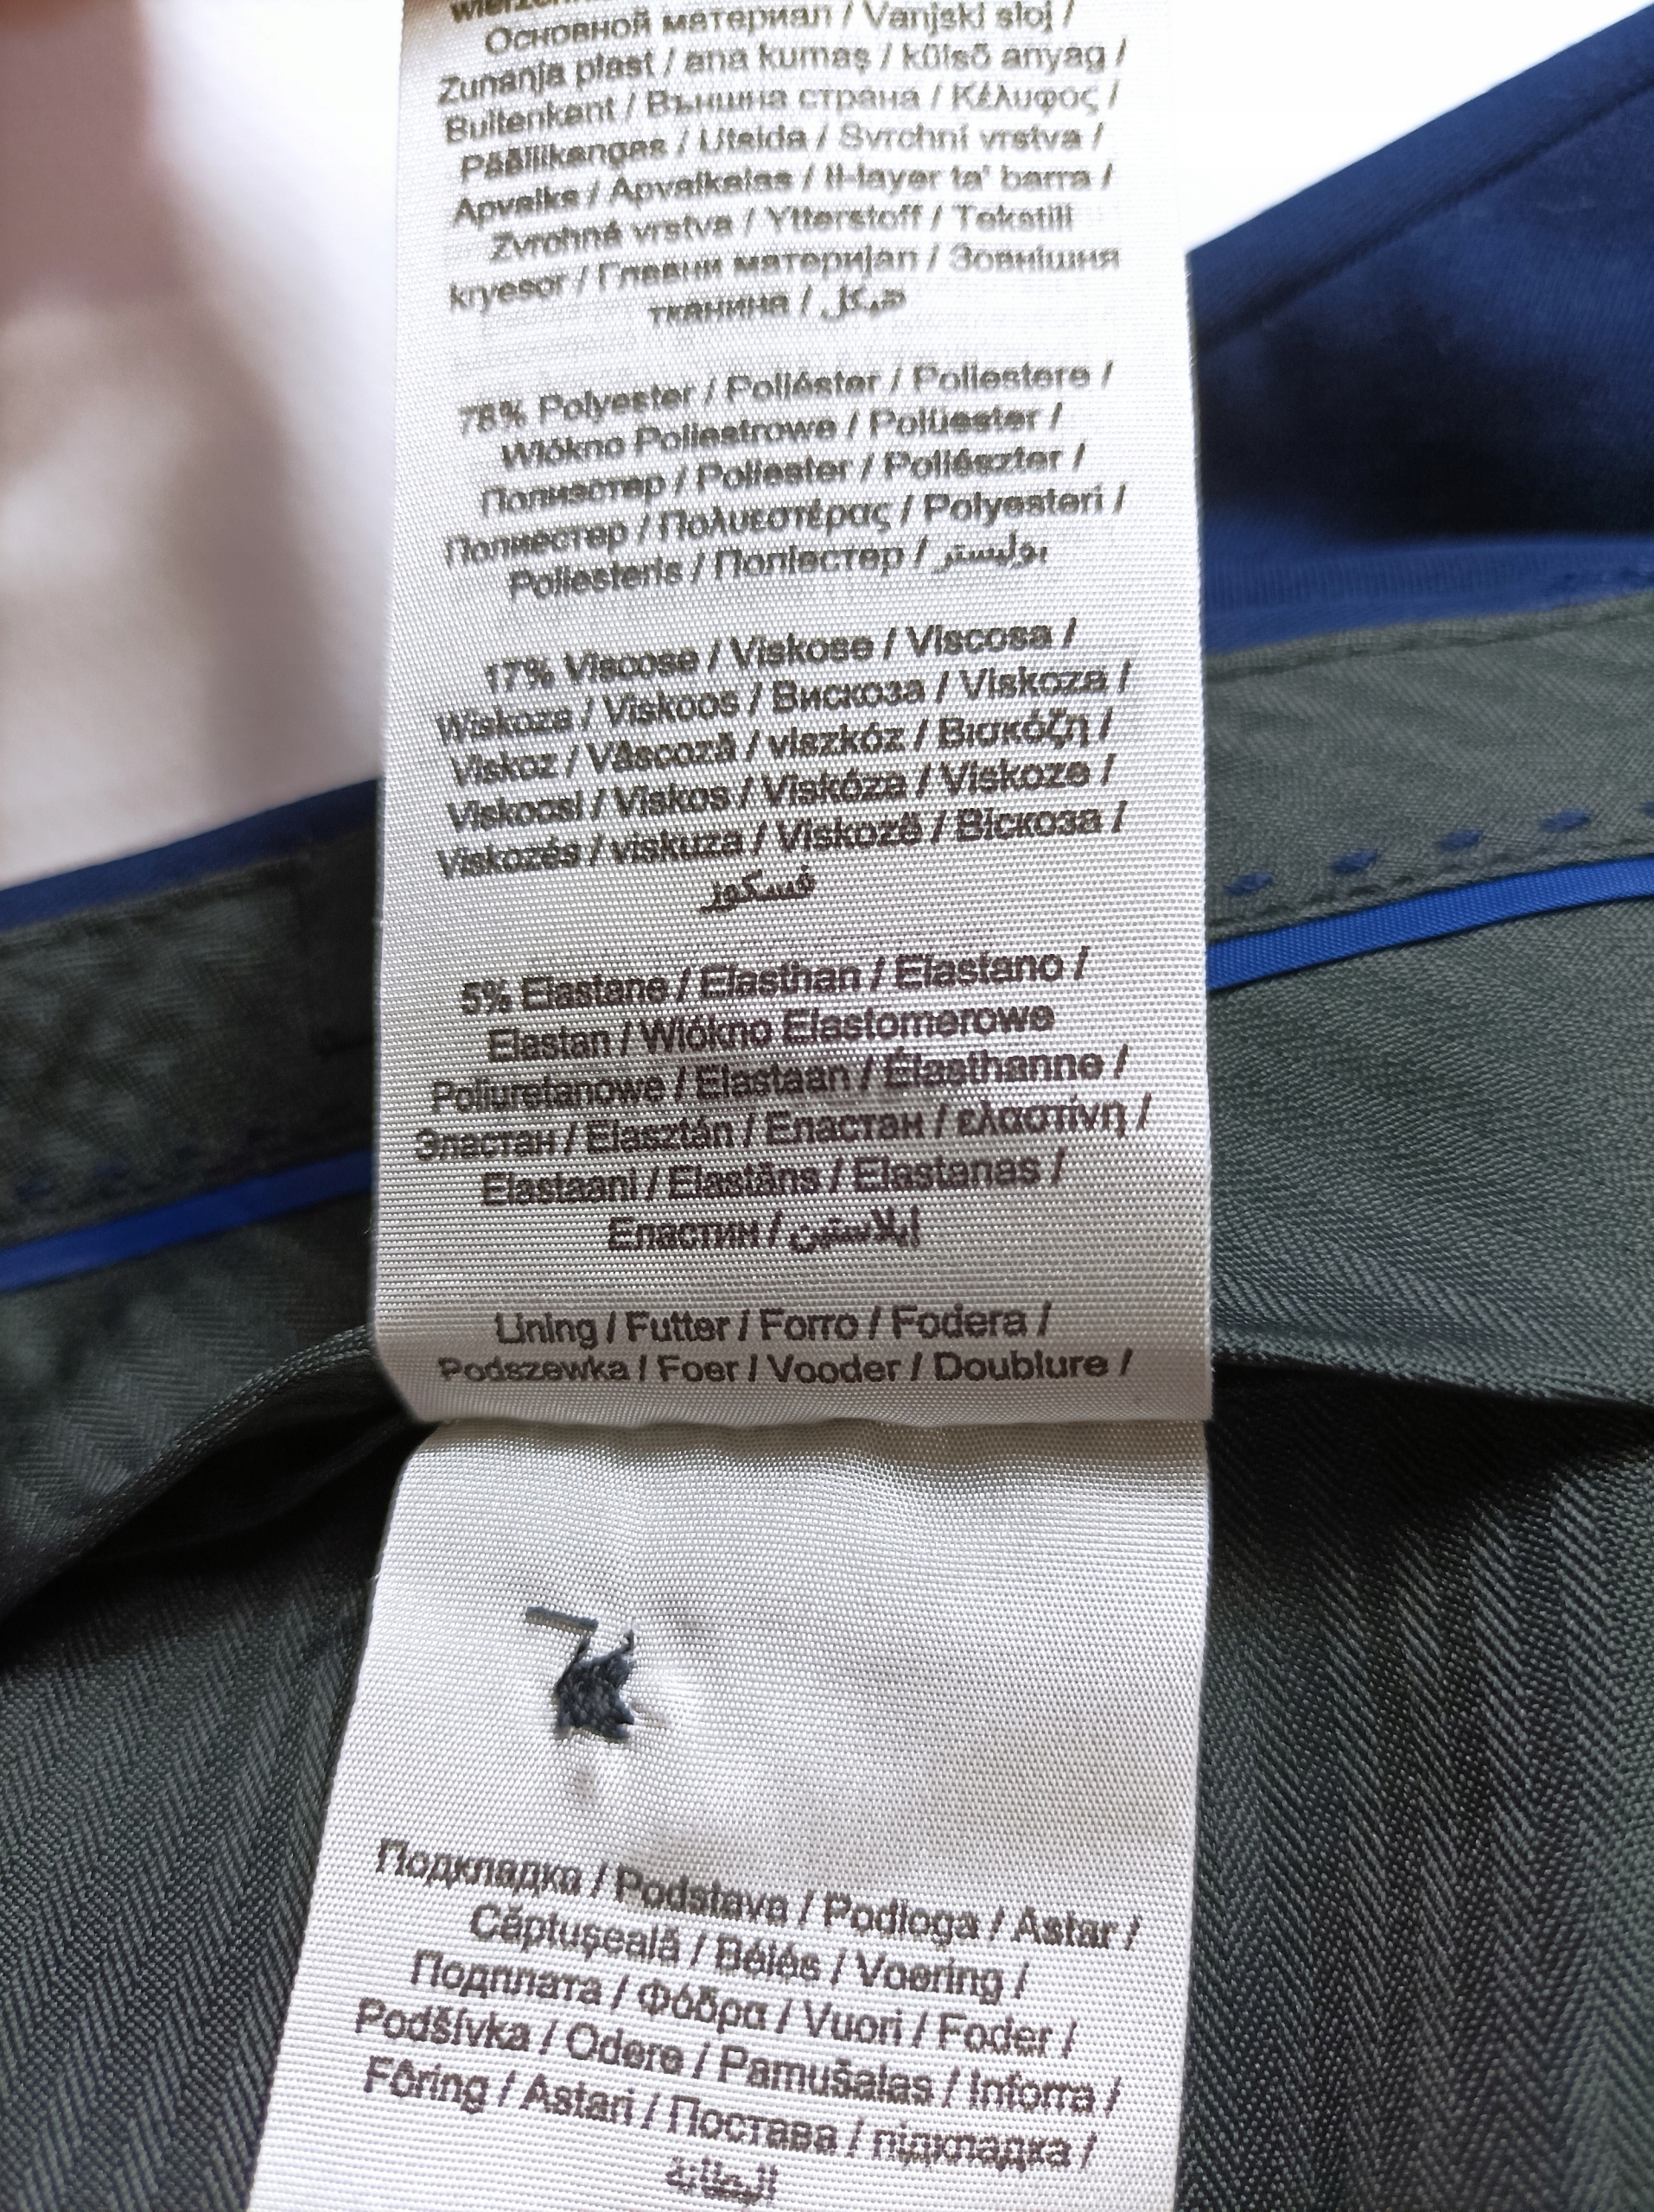 Основной материал / Vanjski sloj /
Zunanja plast / ana kumaş / külső anyag /
Buitenkant / Външна страна / Κέλυφος /
Päällikangas / Utsida / Svrchní vrstva /
Apvalks / Apvalkalas / Il-layer ta' barra /
Zvrchná vrstva / Ytterstoff / Tekstili
kryesor / Главни материјал / Зовнішня
тканина / هيكل
78% Polyester / Poliéster / Poliestere /
Włókno Poliestrowe / Polüester /
Полиэстер / Poliester / Poliészter /
Полиестер / Πολυεστέρας / Polyesteri /
Poliesteris / Поліестер / بوليستر
17% Viscose / Viskose / Viscosa /
Wiskoza / Viskoos / Вискоза / Viskoza /
Viskoz / Vâscoză / viszkóz / Βισκόζη /
Viskoosi / Viskos / Viskóza / Viskoze /
Viskozės / viskuza / Viskozë / Віскоза /
فسكوز
5% Elastane / Elasthan / Elastano /
Elastan / Włókno Elastomerowe
Poliuretanowe / Elastaan / Élasthanne /
Эластан / Elasztán / Еластан / ελαστίνη /
Elastaani / Elastāns / Elastanas /
Еластин / إيلاستين
Lining / Futter / Forro / Fodera /
Podszewka / Foer / Vooder / Doublure /
Подкладка / Podstava / Podloga / Astar /
Căptuşeală / Bélés / Voering /
Подплата / Φόδρα / Vuori / Foder /
Podšívka / Odere / Pamušalas / Inforra /
Fôring / Astari / Постава / підкладка /
البطانة